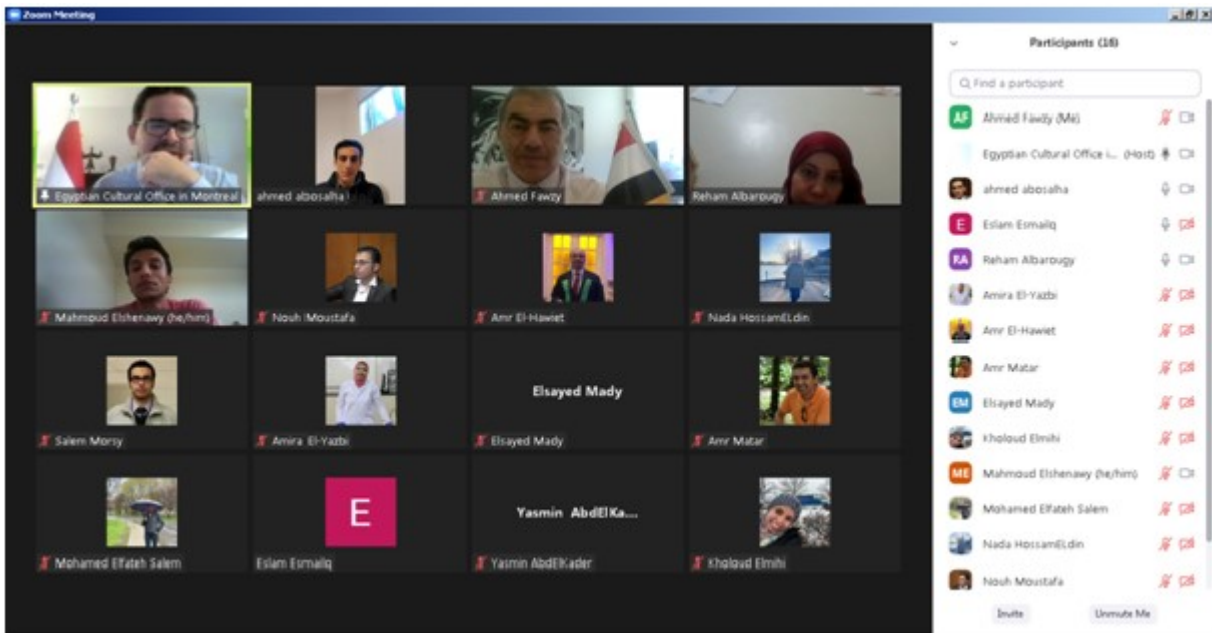 Zoom Meeting
Egyptian Cultural Office in Montreal
ahmed abosalha
Ahmed Fawzy
Reham Albarougy
Mahmoud Elshenawy (he/him)
Nouh Moustafa
Amr El-Hawiet
Nada HossamELdin
Elsayed Mady
Salem Morsy
Amira El-Yazbi
Elsayed Mady
Amr Matar
E
Yasmin AbdElKa...
Mohamed Elfateh Salem
Eslam Esmailq
Yasmin AbdElKader
Kholoud Elmihi
Participants (16)
Find a participant
AF Ahmed Fawzy (Me)
Egyptian Cultural Office i... (Host)
ahmed abosalha
E Eslam Esmailq
RA Reham Albarougy
Amira El-Yazbi
Amr El-Hawiet
Amr Matar
EM Elsayed Mady
Kholoud Elmihi
ME Mahmoud Elshenawy (he/him)
Mohamed Elfateh Salem
Nada HossamELdin
Nouh Moustafa
Invite Unmute Me